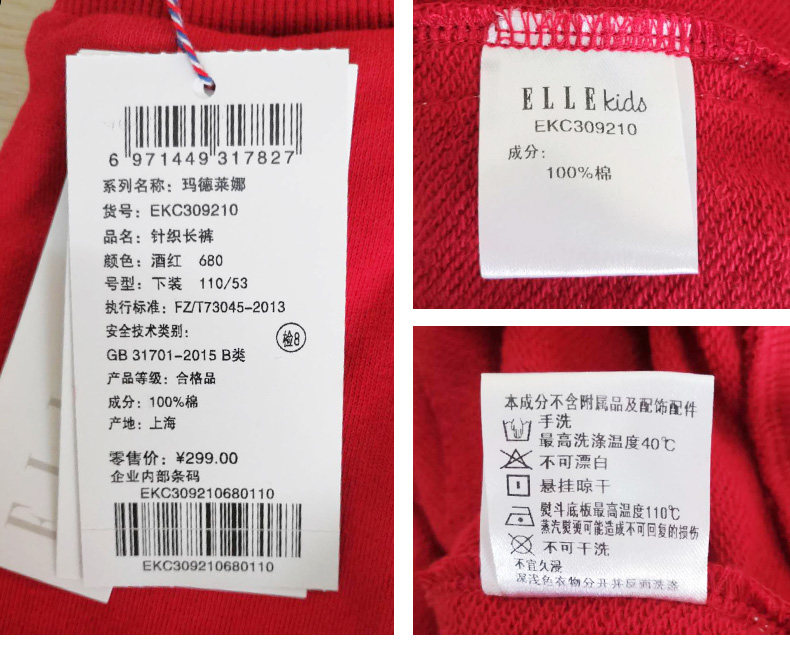 6 971449 317827
系列名称：玛德莱娜
货号：EKC309210
品名：针织长裤
颜色：酒红 680
号型：下装 110/53
执行标准：FZ/T73045-2013
安全技术类别：
检8
GB 31701-2015 B类
产品等级：合格品
成分：100%棉
产地：上海
零售价：¥299.00
企业内部条码
EKC309210680110
EKC309210680110
ELLE kids
EKC309210
成分：
100%棉
本成分不含附属品及配饰配件
手洗
最高洗涤温度40℃
不可漂白
悬挂晾干
熨斗底板最高温度110℃
蒸汽熨烫可能造成不可回复的损伤
不可干洗
不宜久浸
深浅色衣物分开并反面洗涤